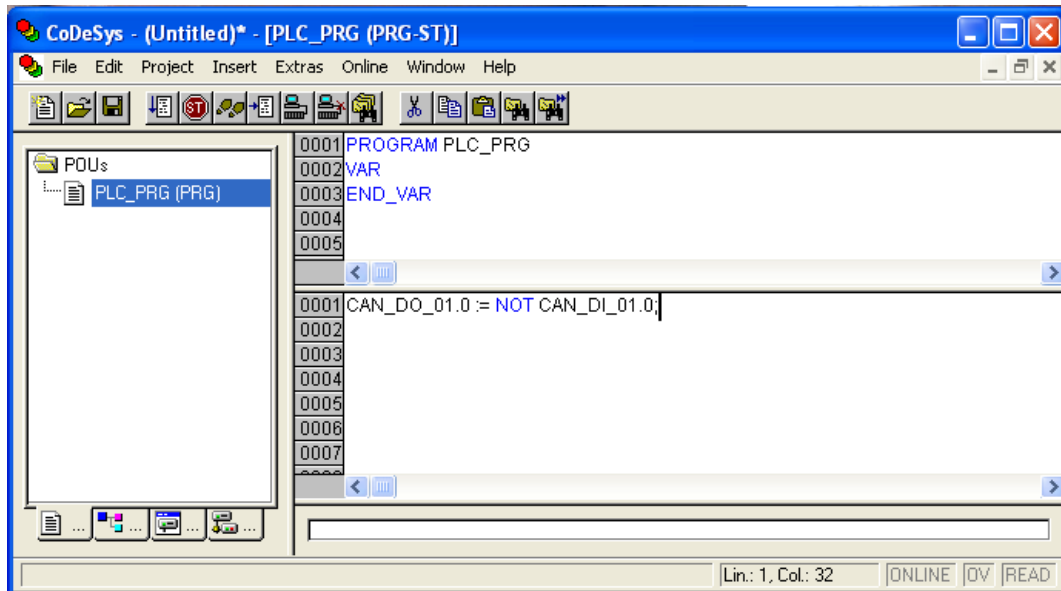 CoDeSys - (Untitled)* - [PLC_PRG (PRG-ST)]
File Edit Project Insert Extras Online Window Help
POUs
PLC_PRG (PRG)
0001 PROGRAM PLC_PRG
0002 VAR
0003 END_VAR
0004
0005
0001 CAN_DO_01.0 := NOT CAN_DI_01.0;
0002
0003
0004
0005
0006
0007
... ... ... ...
Lin.: 1, Col.: 32 ONLINE OV READ